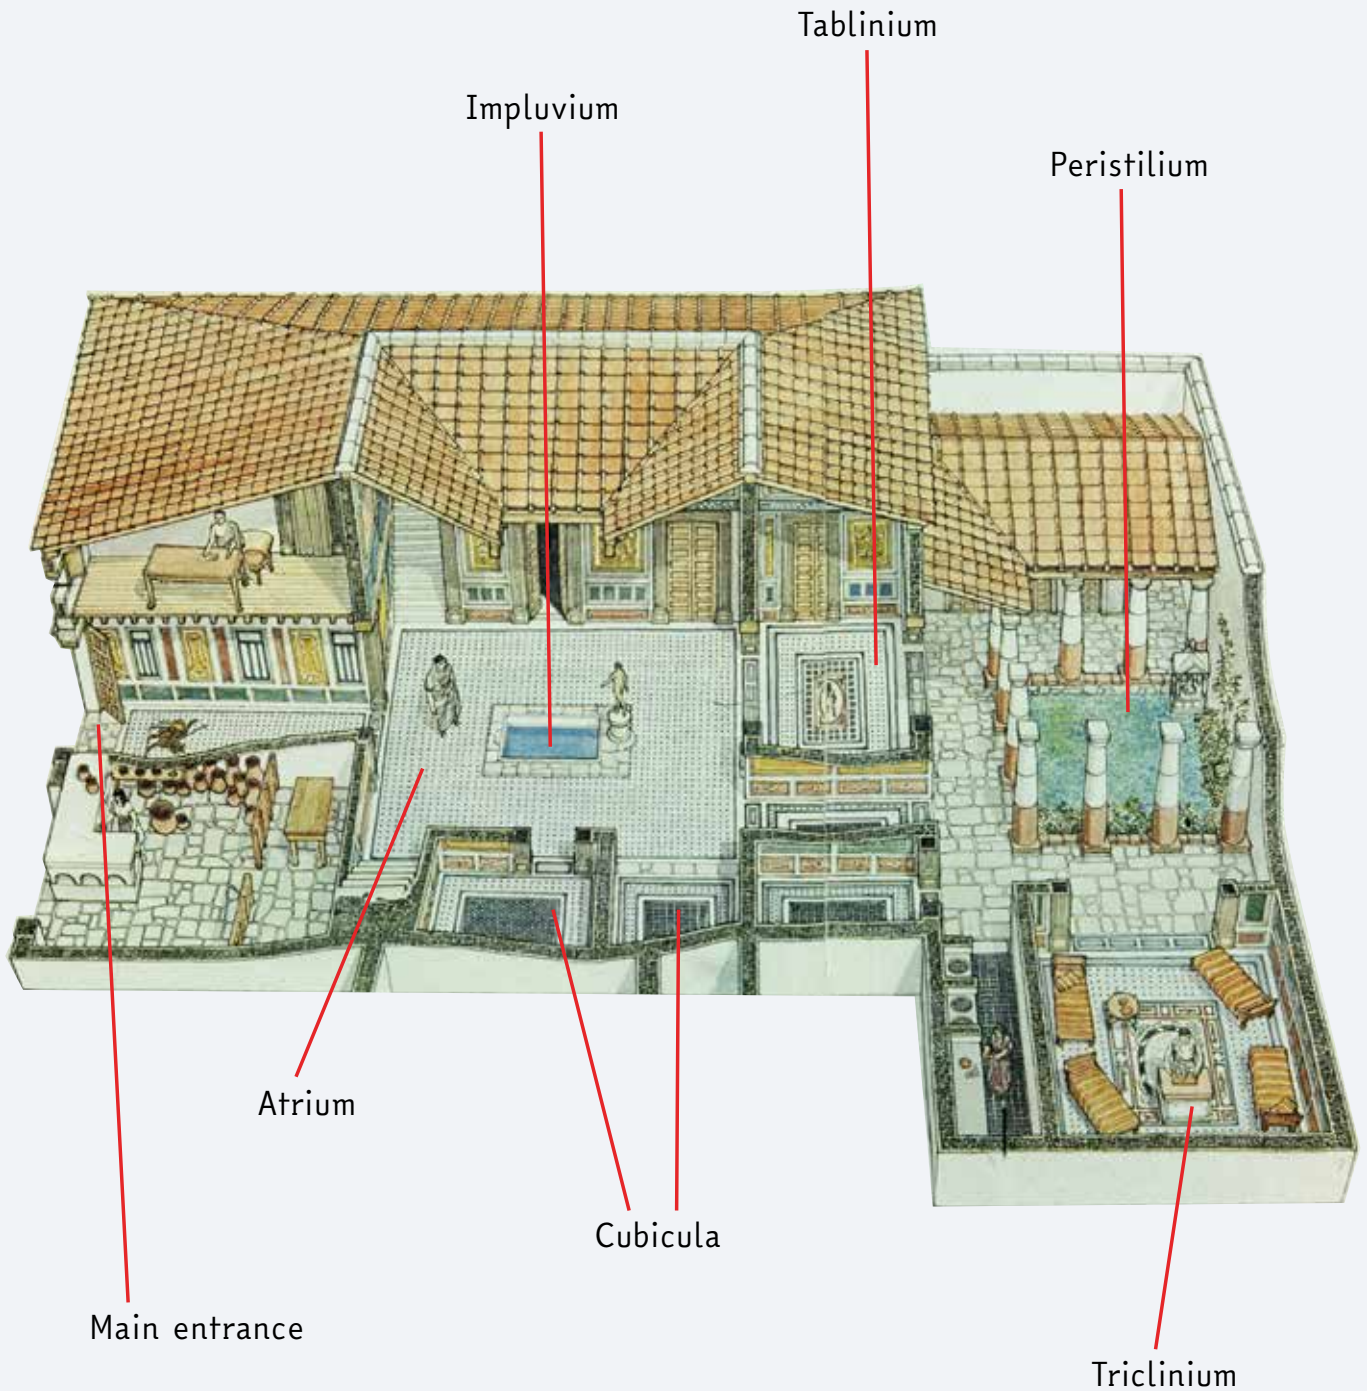 Tablinium
Impluvium
Peristilium
Atrium
Cubicula
Main entrance
Triclinium